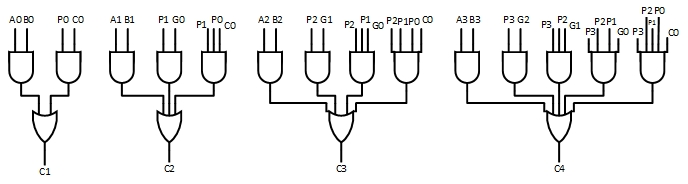 A0 B0 P0 C0
C1
A1 B1 P1 G0 P1 P0 C0
C2
A2 B2 P2 G1 P2 P1 G0 P2 P1 P0 C0
C3
A3 B3 P3 G2 P3 P2 G1 P3 P2 P1 G0 P3 P2 P1 P0 C0
C4